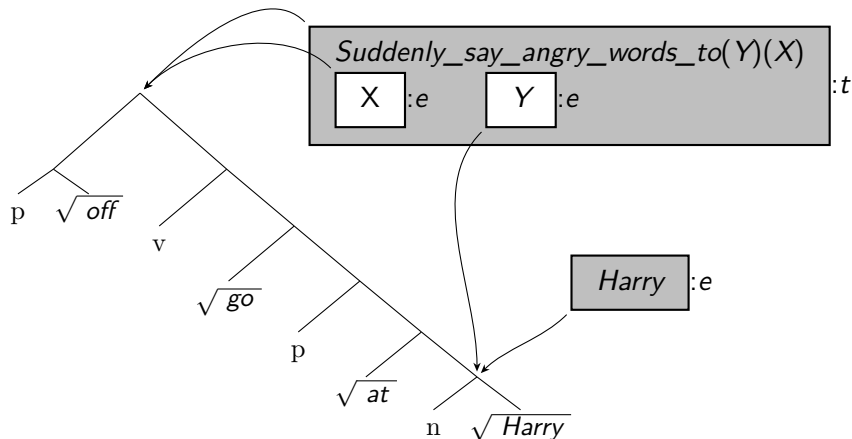 Suddenly_say_angry_words_to(Y)(X)
X :e Y :e
:t
p √off
v
√go
Harry :e
p
√at
n √Harry